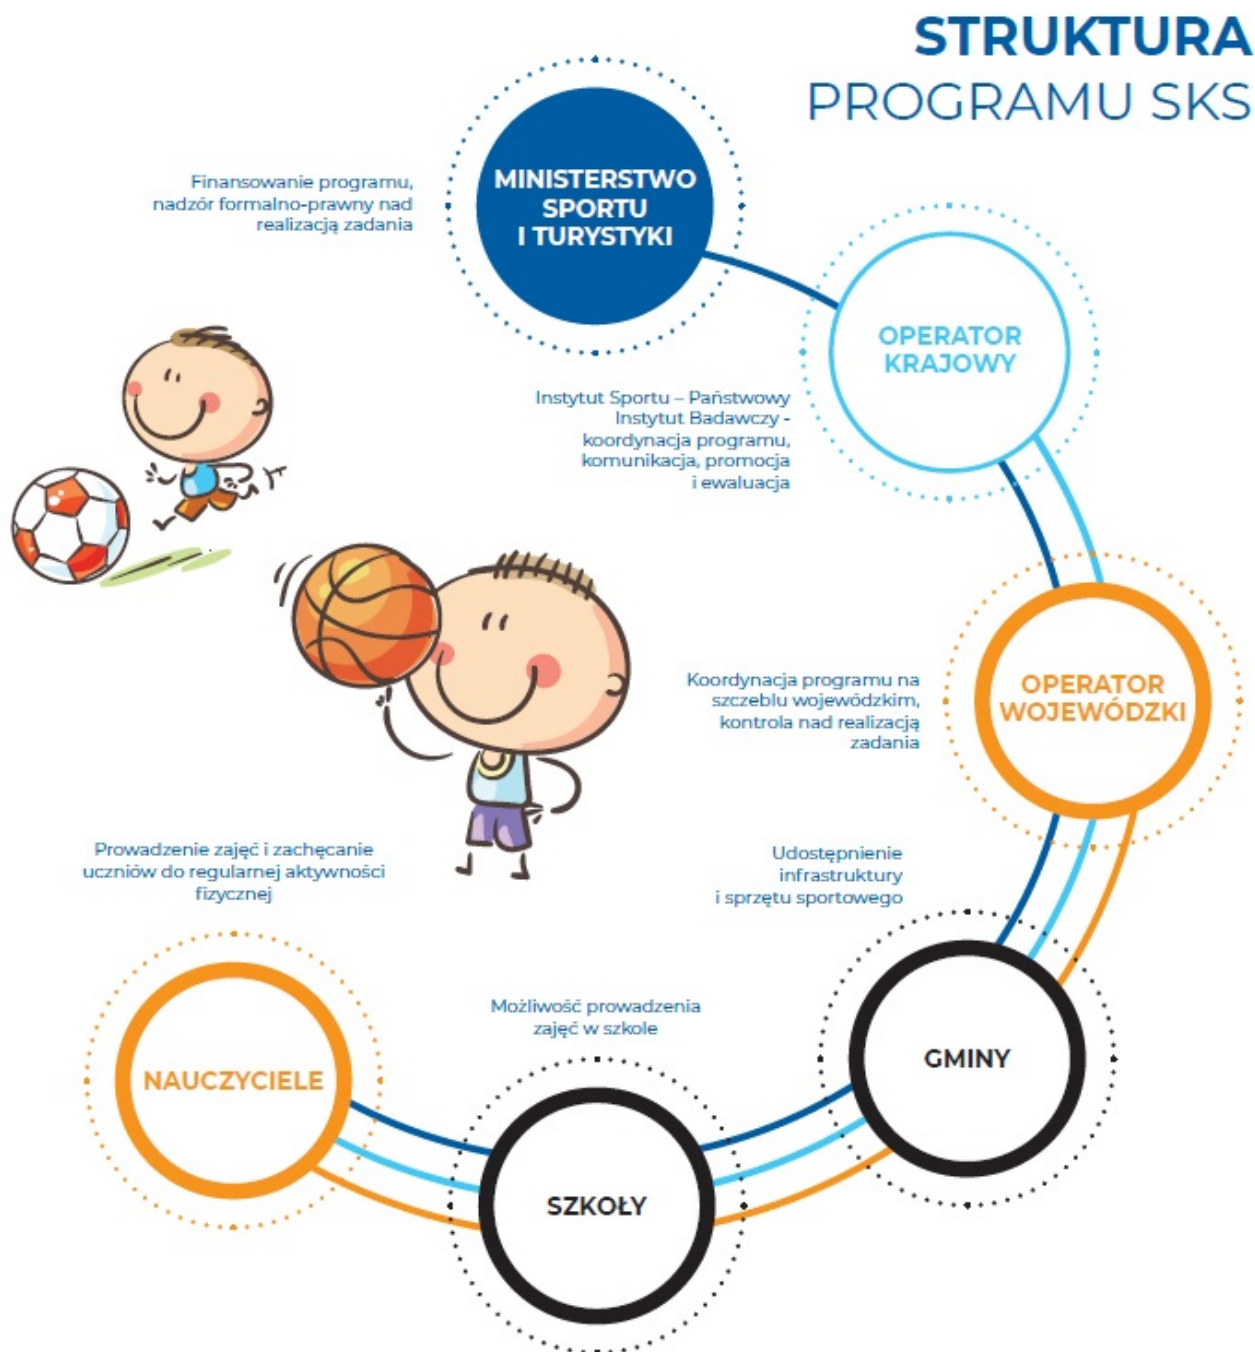 STRUKTURA
PROGRAMU SKS
MINISTERSTWO
SPORTU
I TURYSTYKI
Finansowanie programu,
nadzór formalno-prawny nad
realizacją zadania
OPERATOR
KRAJOWY
Instytut Sportu – Państwowy
Instytut Badawczy -
koordynacja programu,
komunikacja, promocja
i ewaluacja
OPERATOR
WOJEWÓDZKI
Koordynacja programu na
szczeblu wojewódzkim,
kontrola nad realizacją
zadania
Udostępnienie
infrastruktury
i sprzętu sportowego
GMINY
Możliwość prowadzenia
zajęć w szkole
SZKOŁY
Prowadzenie zajęć i zachęcanie
uczniów do regularnej aktywności
fizycznej
NAUCZYCIELE